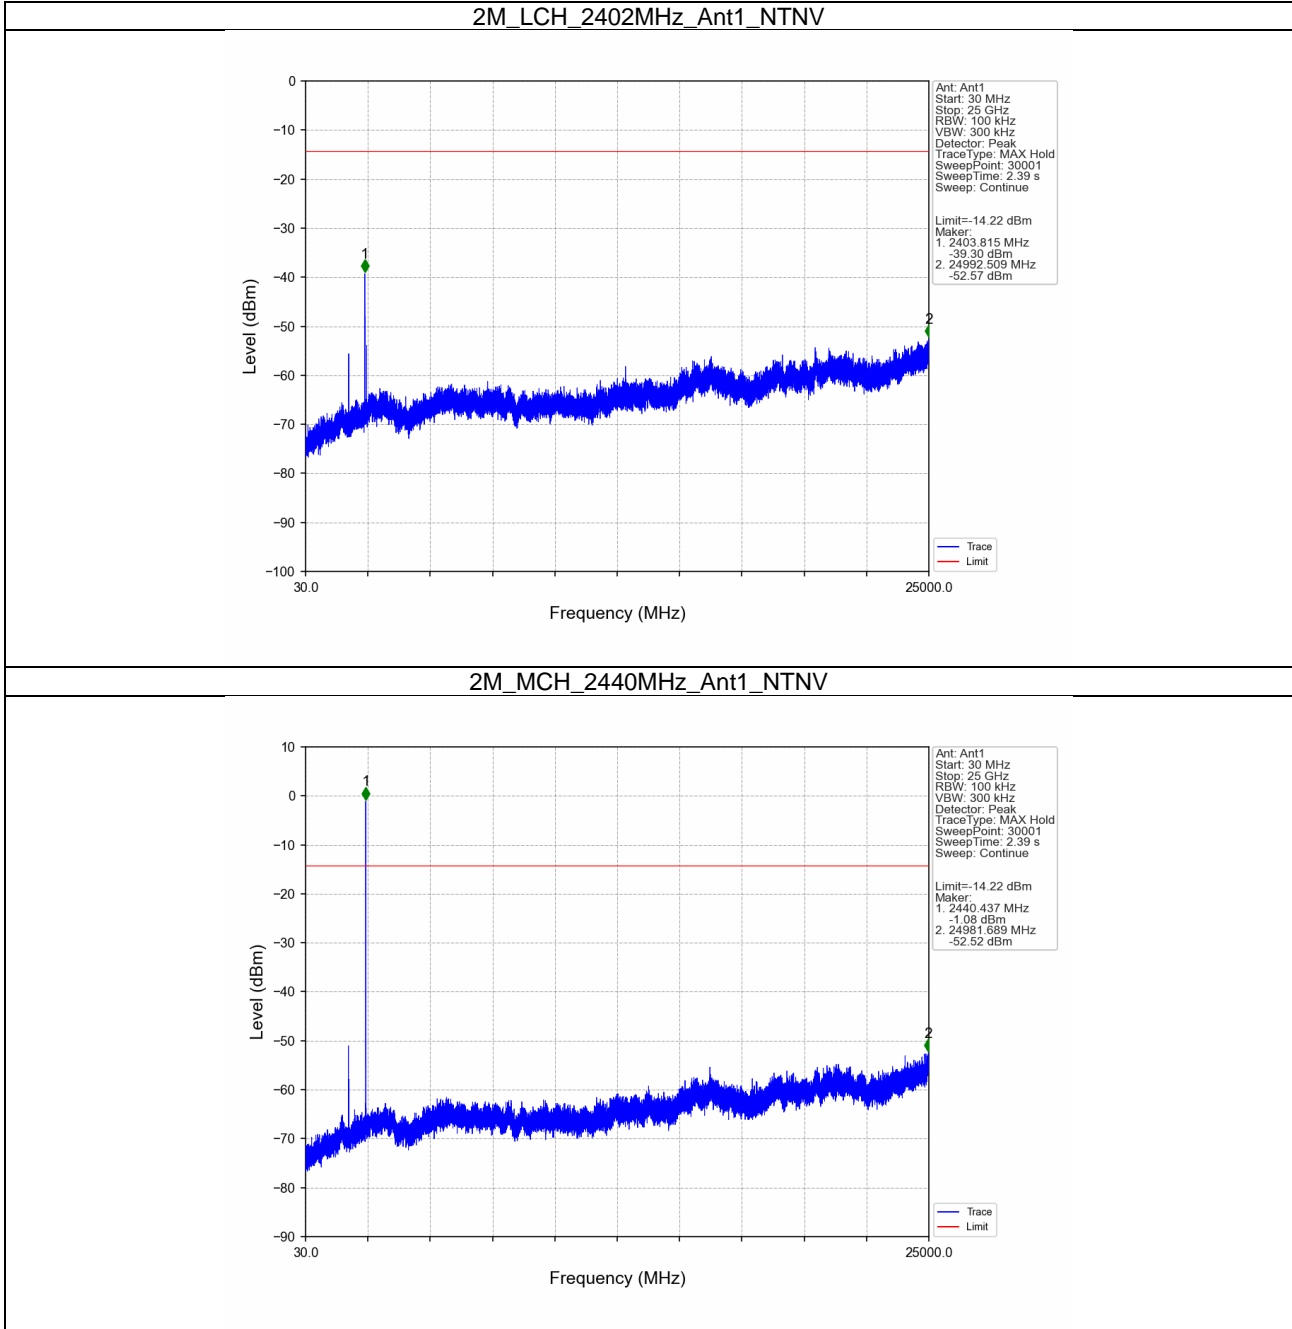 2M_LCH_2402MHz_Ant1_NTNV
0
−10
−20
−30
−40
−50
−60
−70
−80
−90
−100
Level (dBm)
1
2
30.0
25000.0
Frequency (MHz)
Ant: Ant1
Start: 30 MHz
Stop: 25 GHz
RBW: 100 kHz
VBW: 300 kHz
Detector: Peak
TraceType: MAX Hold
SweepPoint: 30001
SweepTime: 2.39 s
Sweep: Continue
Limit=-14.22 dBm
Maker:
1. 2403.815 MHz
-39.30 dBm
2. 24992.509 MHz
-52.57 dBm
Trace
Limit
2M_MCH_2440MHz_Ant1_NTNV
10
0
−10
−20
−30
−40
−50
−60
−70
−80
−90
Level (dBm)
1
2
30.0
25000.0
Frequency (MHz)
Ant: Ant1
Start: 30 MHz
Stop: 25 GHz
RBW: 100 kHz
VBW: 300 kHz
Detector: Peak
TraceType: MAX Hold
SweepPoint: 30001
SweepTime: 2.39 s
Sweep: Continue
Limit=-14.22 dBm
Maker:
1. 2440.437 MHz
-1.08 dBm
2. 24981.689 MHz
-52.52 dBm
Trace
Limit